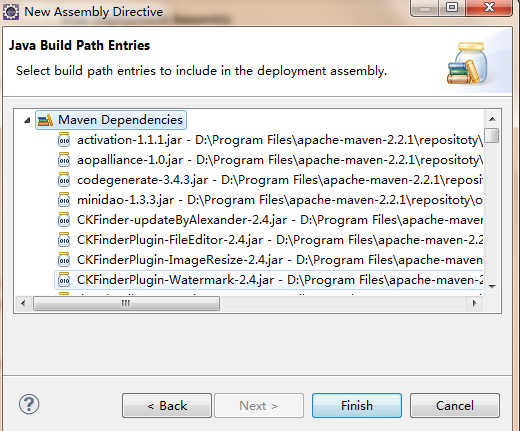 New Assembly Directive
Java Build Path Entries
Select build path entries to include in the deployment assembly.
Maven Dependencies
activation-1.1.1.jar - D:\Program Files\apache-maven-2.2.1\repositoty\
aopalliance-1.0.jar - D:\Program Files\apache-maven-2.2.1\repositoty\
codegenerate-3.4.3.jar - D:\Program Files\apache-maven-2.2.1\reposit
minidao-1.3.3.jar - D:\Program Files\apache-maven-2.2.1\repositoty\
CKFinder-updateByAlexander-2.4.jar - D:\Program Files\apache-maver
CKFinderPlugin-FileEditor-2.4.jar - D:\Program Files\apache-maven-2.2
CKFinderPlugin-ImageResize-2.4.jar - D:\Program Files\apache-maven
CKFinderPlugin-Watermark-2.4.jar - D:\Program Files\apache-maven-2
< Back
Next >
Finish
Cancel